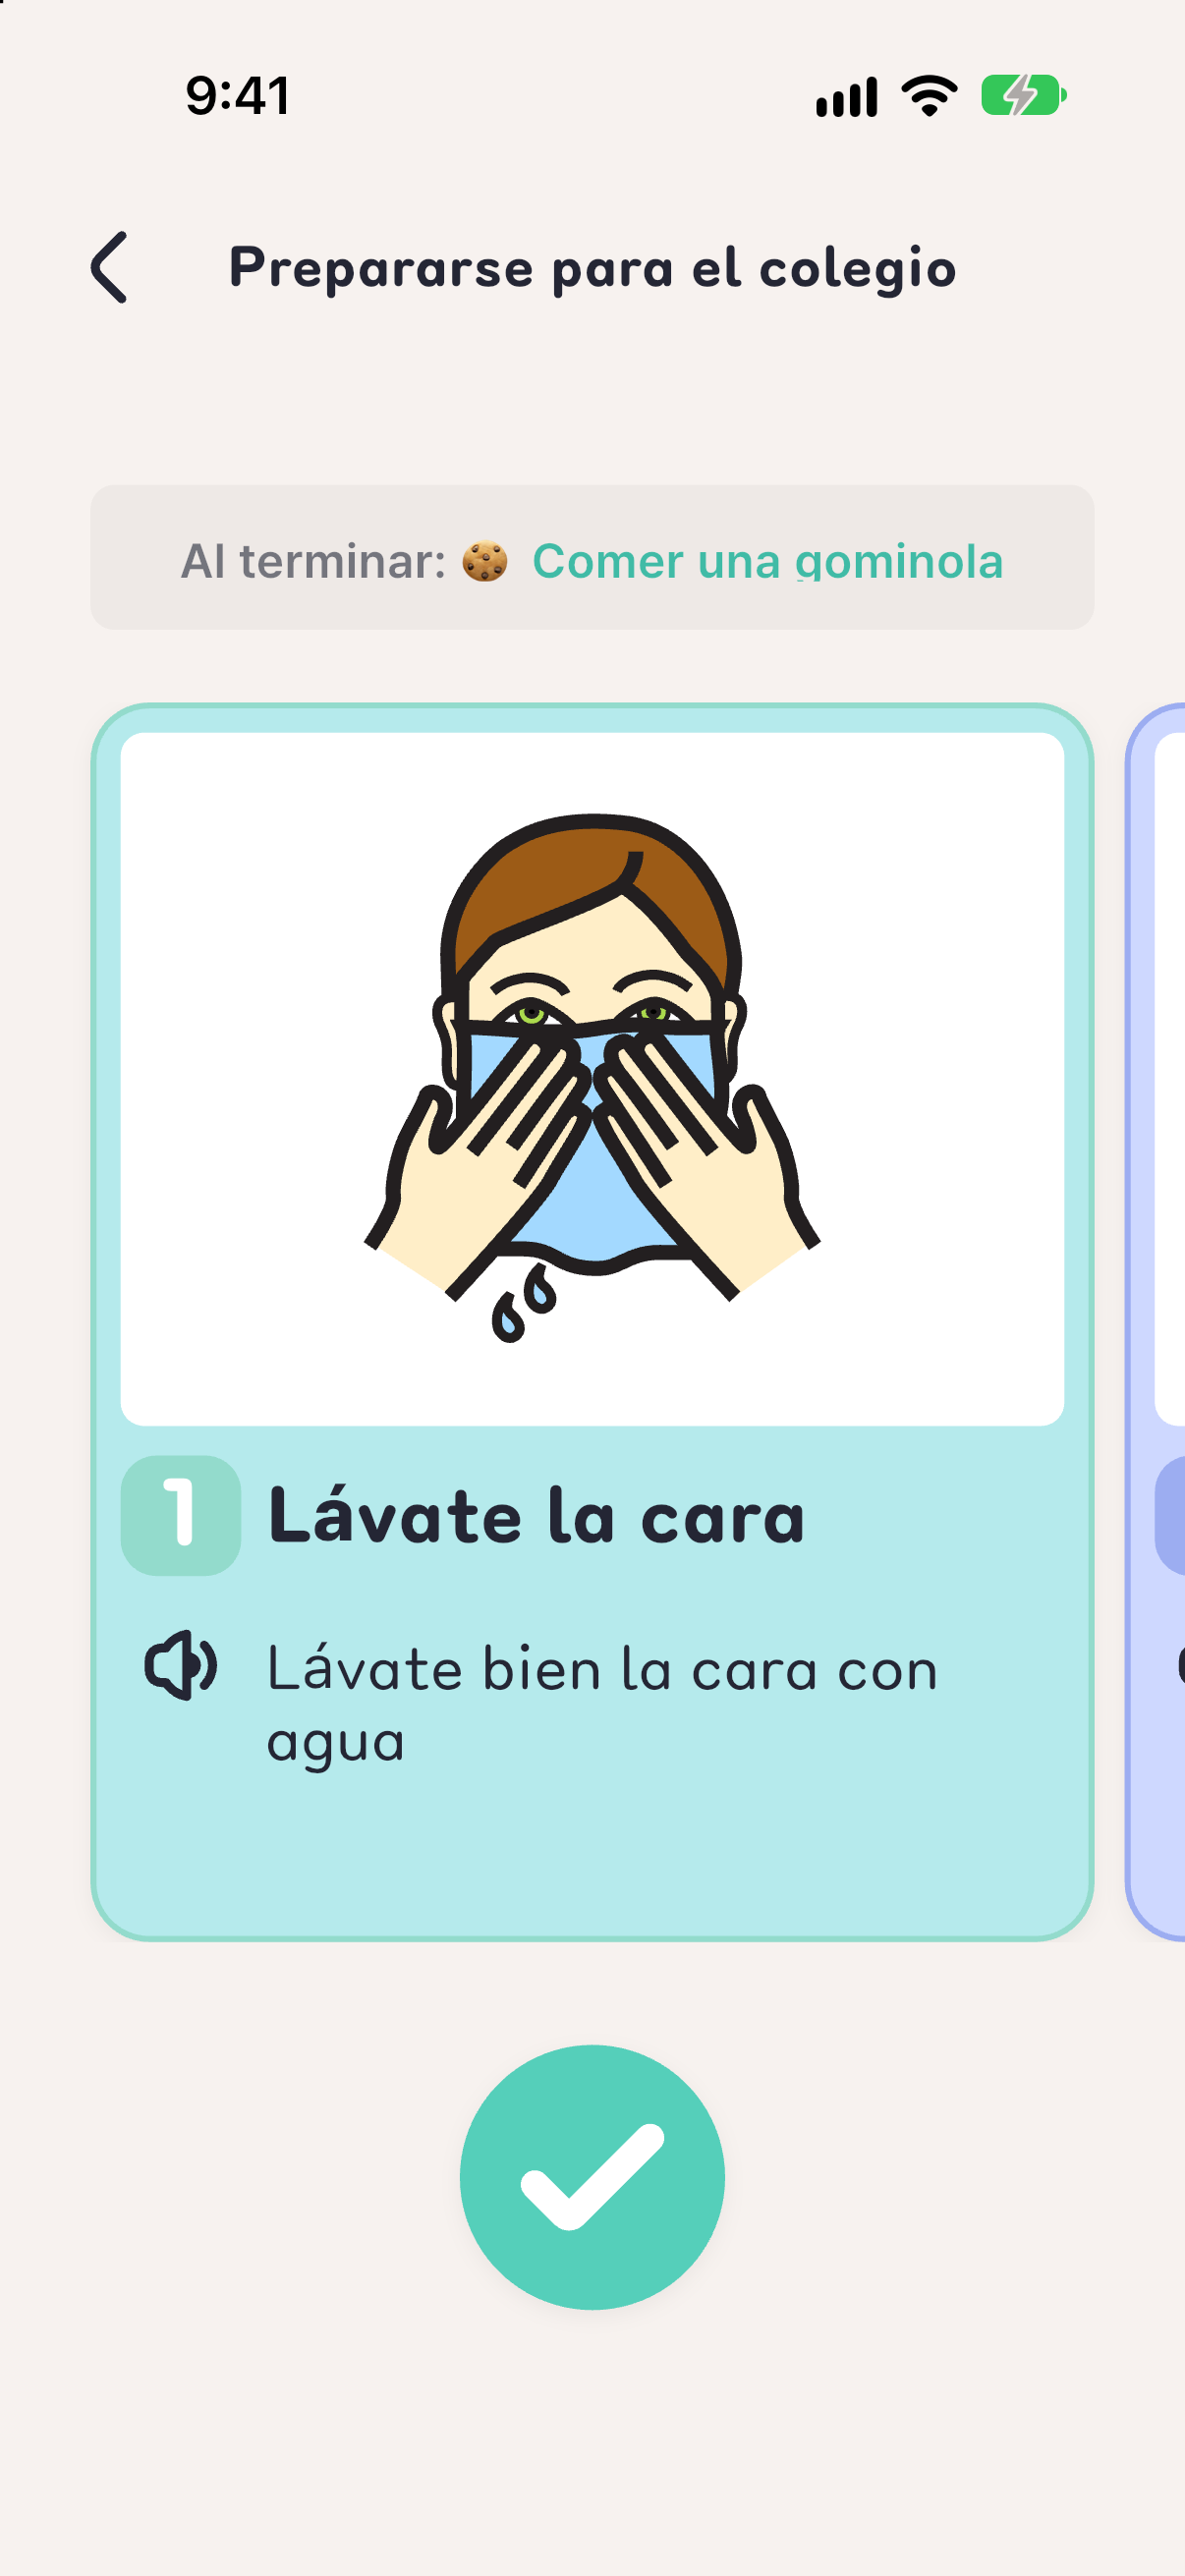 9:41
Prepararse para el colegio
Al terminar: 🍪 Comer una gominola
1 Lávate la cara
Lávate bien la cara con
agua